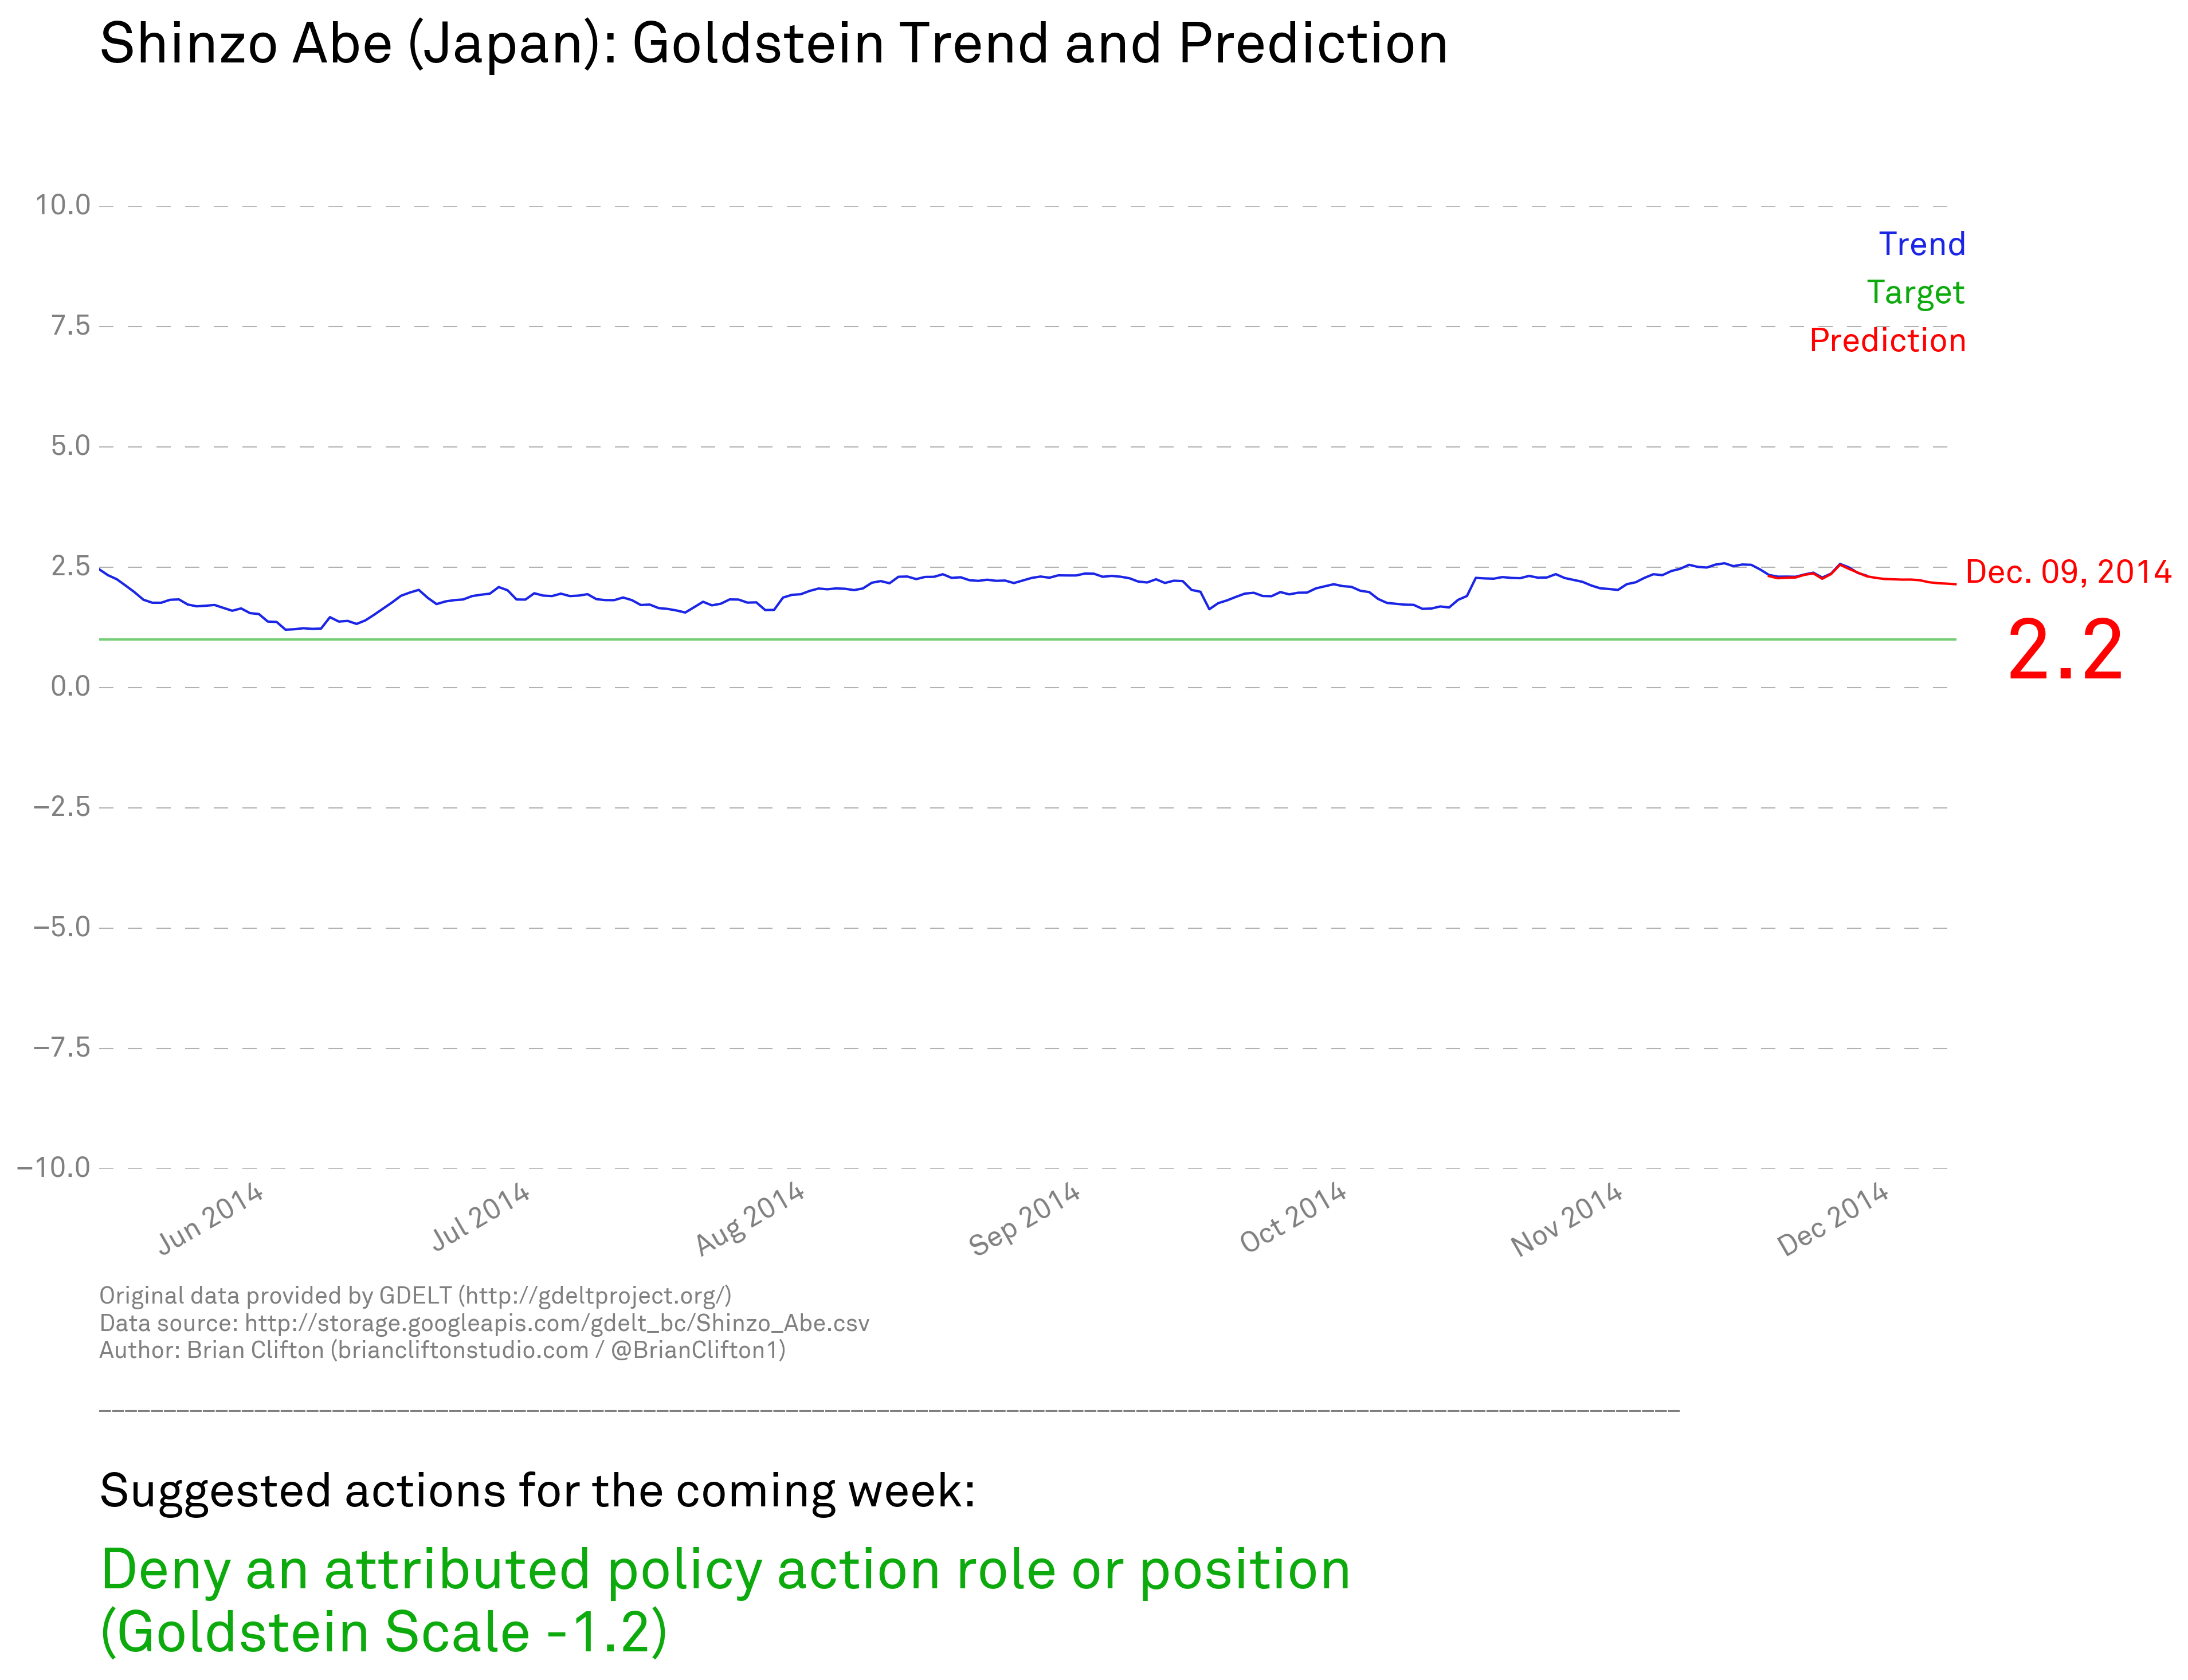 Shinzo Abe (Japan): Goldstein Trend and Prediction
10.0
Trend
Target
7.5
Prediction
5.0
2.5
Dec. 09, 2014
2.2
0.0
−2.5
−5.0
−7.5
−10.0
Jun 2014
Jul 2014
Aug 2014
Sep 2014
Oct 2014
Nov 2014
Dec 2014
Original data provided by GDELT (http://gdeltproject.org/)
Data source: http://storage.googleapis.com/gdelt_bc/Shinzo_Abe.csv
Author: Brian Clifton (briancliftonstudio.com / @BrianClifton1)
Suggested actions for the coming week:
Deny an attributed policy action role or position
(Goldstein Scale -1.2)